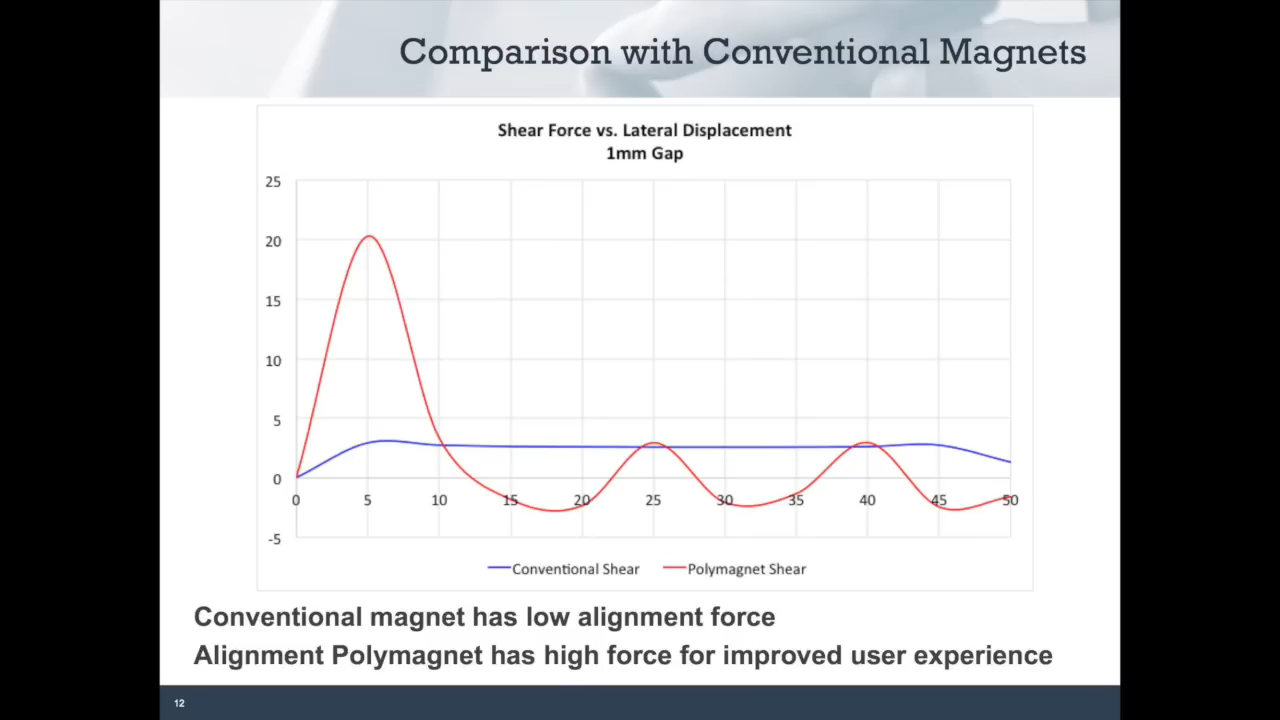 Comparison with Conventional Magnets
Shear Force vs. Lateral Displacement
1mm Gap
25
20
15
10
5
0
-5
0 5 10 15 20 25 30 35 40 45 50
Conventional Shear Polymagnet Shear
Conventional magnet has low alignment force
Alignment Polymagnet has high force for improved user experience
12